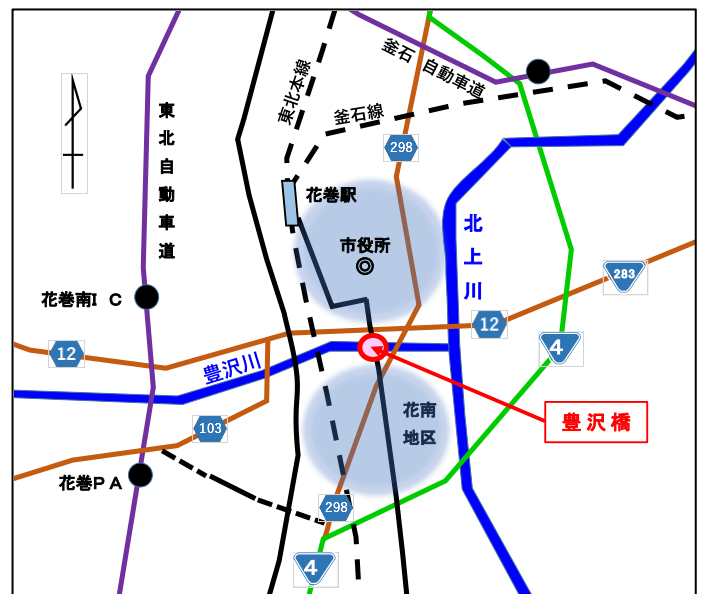 釜石 自動車道
東北本線
釜石線
東北自動車道
298
花巻駅
市役所
北上川
283
花巻南IC
12
12
4
豊沢川
花南
地区
豊沢橋
103
花巻PA
298
4